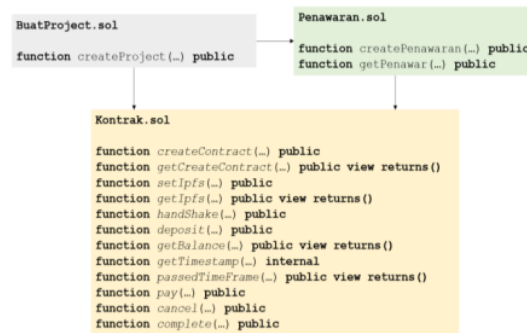 BuatProject.sol
function createProject(…) public
Penawaran.sol
function createPenawaran(…) public
function getPenawar(…) public
Kontrak.sol
function createContract(…) public
function getCreateContract(…) public view returns()
function setIpfs(…) public
function getIpfs(…) public view returns()
function handShake(…) public
function deposit(…) public
function getBalance(…) public view returns()
function getTimestamp(…) internal
function passedTimeFrame(…) public view returns()
function pay(…) public
function cancel(…) public
function complete(…) public